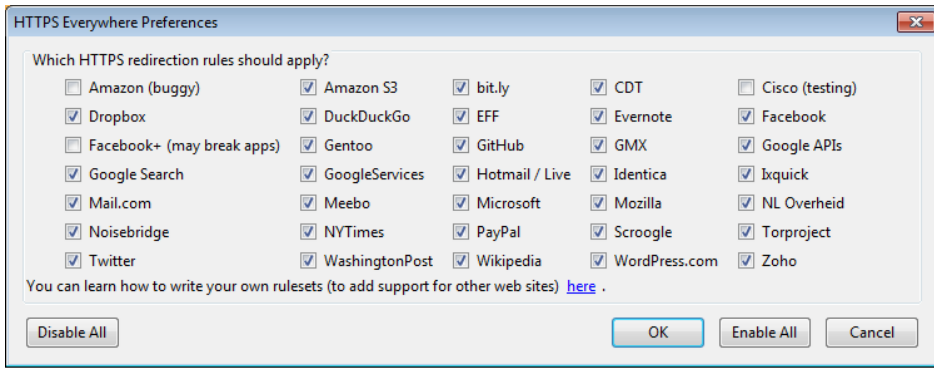 HTTPS Everywhere Preferences
Which HTTPS redirection rules should apply?
Amazon (buggy) Amazon S3 bit.ly CDT Cisco (testing)
Dropbox DuckDuckGo EFF Evernote Facebook
Facebook+ (may break apps) Gentoo GitHub GMX Google APIs
Google Search GoogleServices Hotmail / Live Identica Ixquick
Mail.com Meebo Microsoft Mozilla NL Overheid
Noisebridge NYTimes PayPal Scroogle Torproject
Twitter WashingtonPost Wikipedia WordPress.com Zoho
You can learn how to write your own rulesets (to add support for other web sites) here .
Disable All OK Enable All Cancel